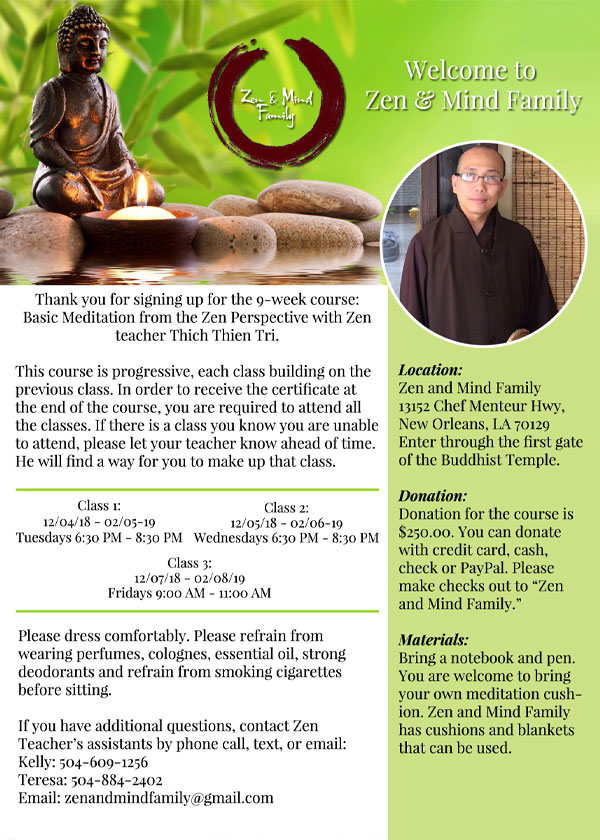 Zen & Mind
Family
Welcome to
Zen & Mind Family
Thank you for signing up for the 9-week course:
Basic Meditation from the Zen Perspective with Zen
teacher Thich Thien Tri.
This course is progressive, each class building on the
previous class. In order to receive the certificate at
the end of the course, you are required to attend all
the classes. If there is a class you know you are unable
to attend, please let your teacher know ahead of time.
He will find a way for you to make up that class.
Class 1:
12/04/18 - 02/05-19
Tuesdays 6:30 PM - 8:30 PM
Class 2:
12/05/18 - 02/06-19
Wednesdays 6:30 PM - 8:30 PM
Class 3:
12/07/18 - 02/08/19
Fridays 9:00 AM - 11:00 AM
Please dress comfortably. Please refrain from
wearing perfumes, colognes, essential oil, strong
deodorants and refrain from smoking cigarettes
before sitting.
If you have additional questions, contact Zen
Teacher's assistants by phone call, text, or email:
Kelly: 504-609-1256
Teresa: 504-884-2402
Email: zenandmindfamily@gmail.com
Location:
Zen and Mind Family
13152 Chef Menteur Hwy,
New Orleans, LA 70129
Enter through the first gate
of the Buddhist Temple.
Donation:
Donation for the course is
$250.00. You can donate
with credit card, cash,
check or PayPal. Please
make checks out to "Zen
and Mind Family."
Materials:
Bring a notebook and pen.
You are welcome to bring
your own meditation cush-
ion. Zen and Mind Family
has cushions and blankets
that can be used.